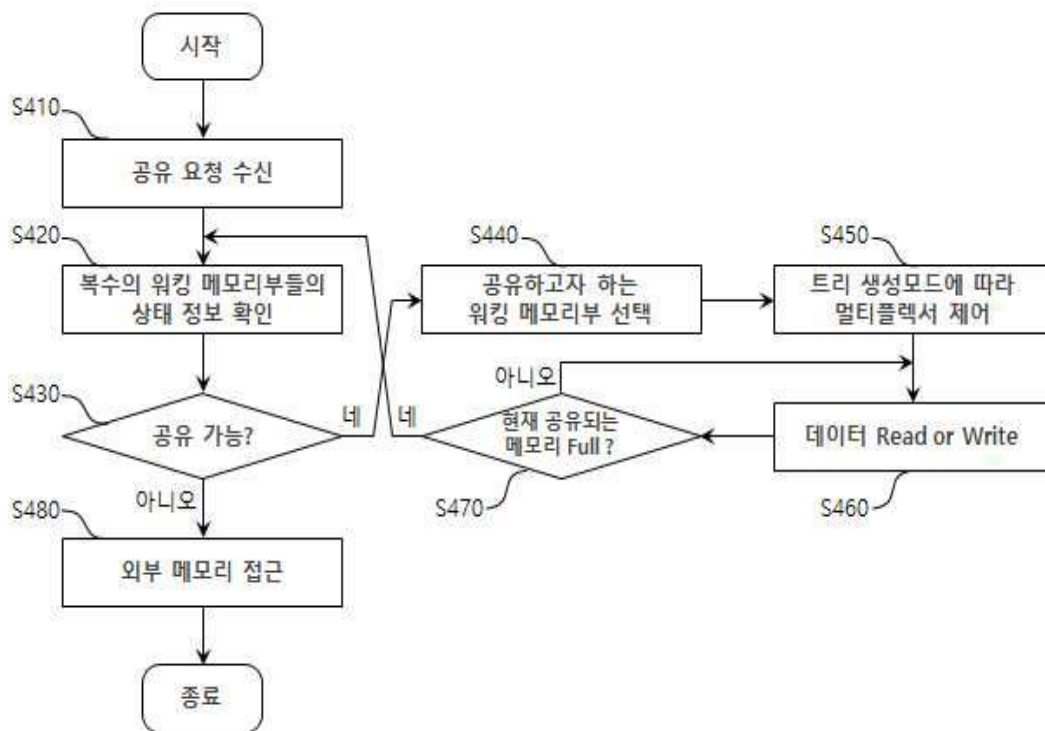 시작
S410
공유 요청 수신
S420
복수의 워킹 메모리부들의
상태 정보 확인
S430
공유 가능?
네
아니오
S440
공유하고자 하는
워킹 메모리부 선택
S450
트리 생성모드에 따라
멀티플렉서 제어
S460
데이터 Read or Write
S470
현재 공유되는
메모리 Full ?
네
아니오
S480
외부 메모리 접근
종료